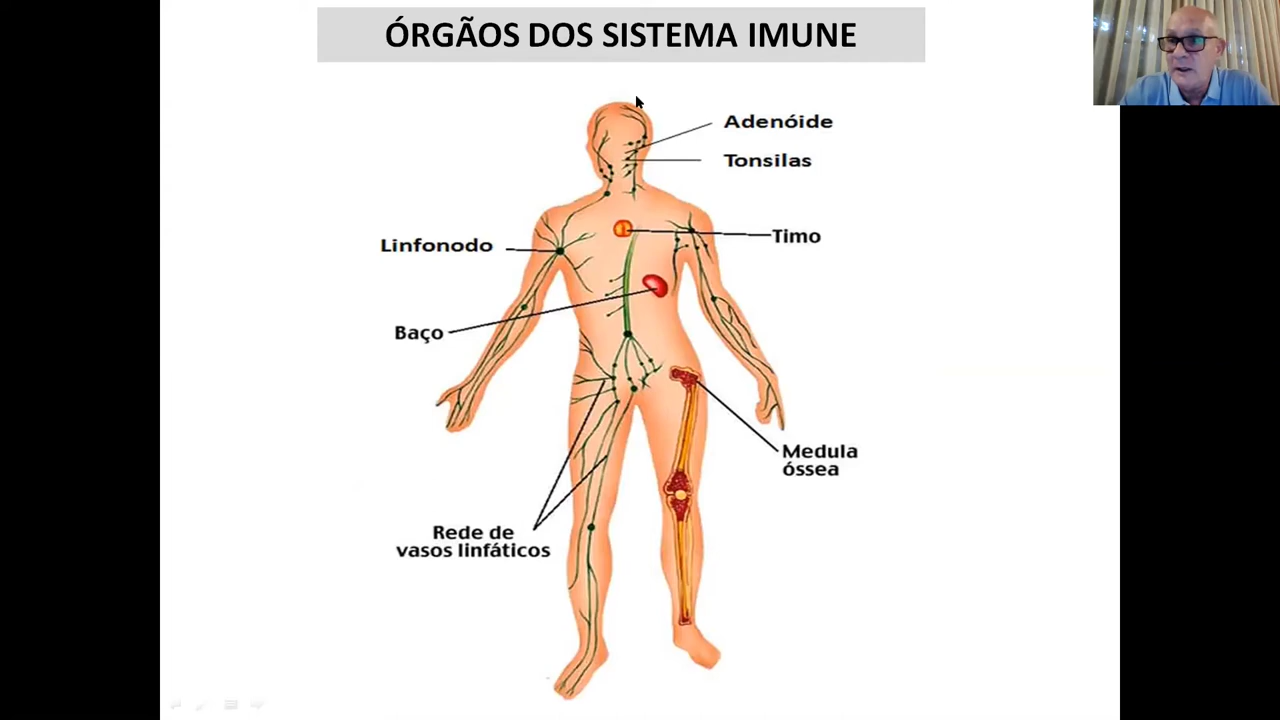 ÓRGÃOS DOS SISTEMA IMUNE
Adenóide
Tonsilas
Timo
Linfonodo
Baço
Medula
óssea
Rede de
vasos linfáticos